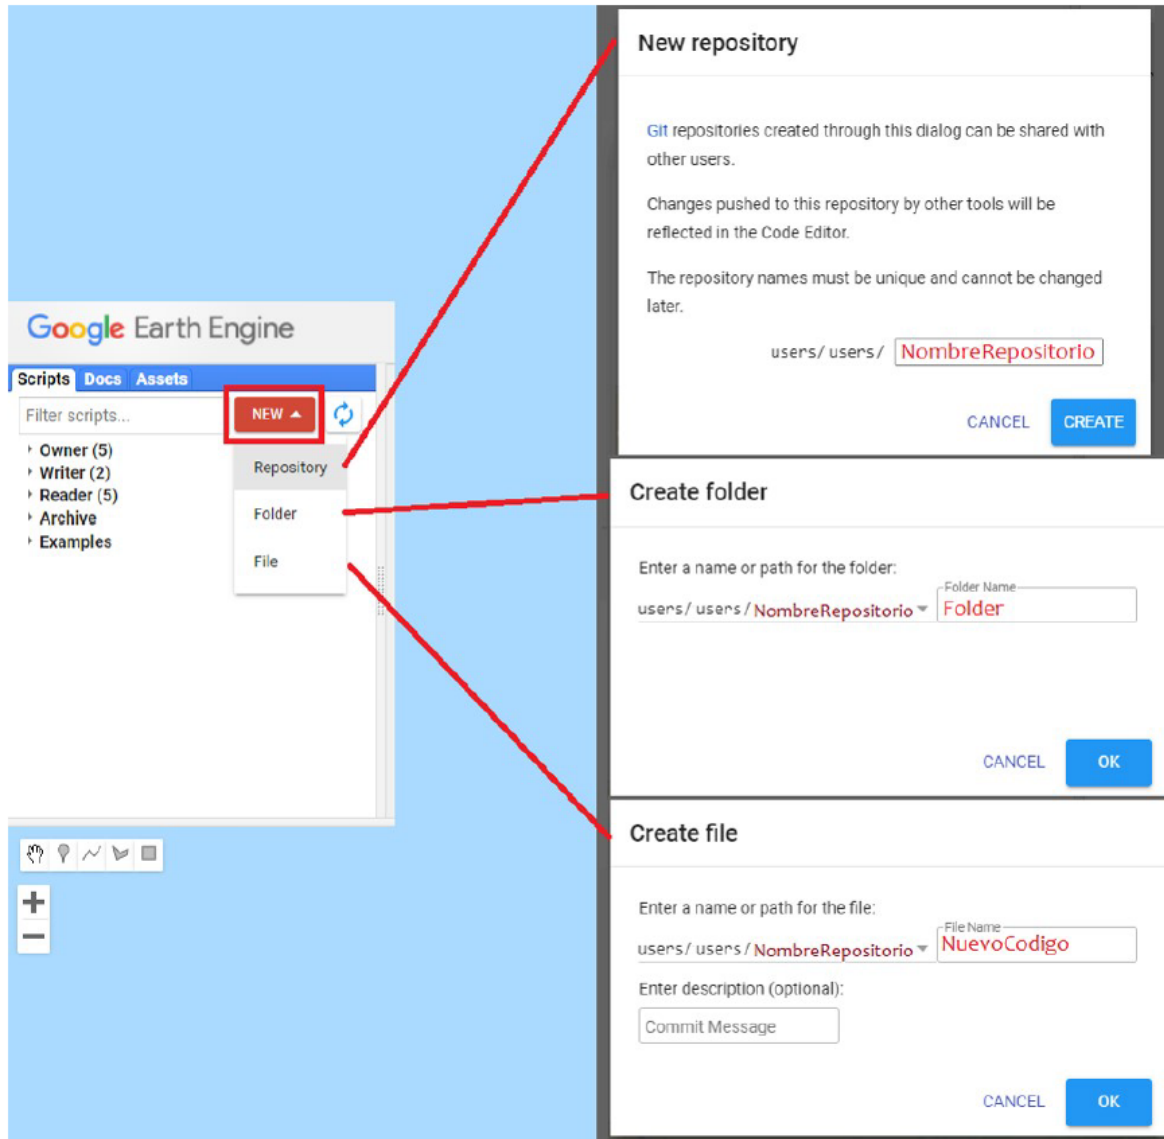 Google Earth Engine
Scripts Docs Assets
Filter scripts...
NEW
Owner (5)
Writer (2)
Reader (5)
Archive
Examples
Repository
Folder
File
New repository
Git repositories created through this dialog can be shared with
other users.
Changes pushed to this repository by other tools will be
reflected in the Code Editor.
The repository names must be unique and cannot be changed
later.
users/users/ NombreRepositorio
CANCEL CREATE
Create folder
Enter a name or path for the folder:
Folder Name
users/users/NombreRepositorio Folder
CANCEL OK
Create file
Enter a name or path for the file:
File Name
users/users/NombreRepositorio NuevoCodigo
Enter description (optional):
Commit Message
CANCEL OK